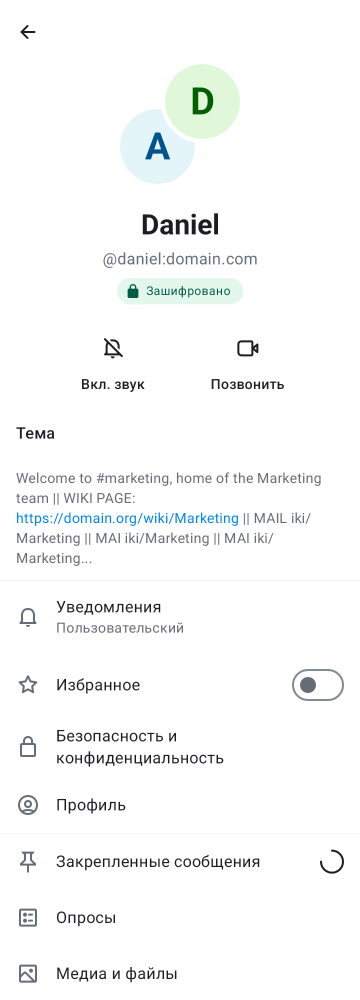 D
A
Daniel
@daniel:domain.com
Зашифровано
Вкл. звук
Позвонить
Тема
Welcome to #marketing, home of the Marketing
team || WIKI PAGE:
https://domain.org/wiki/Marketing || MAIL iki/
Marketing || MAI iki/Marketing || MAI iki/
Marketing...
Уведомления
Пользовательский
Избранное
Безопасность и
конфиденциальность
Профиль
Закрепленные сообщения
Опросы
Медиа и файлы